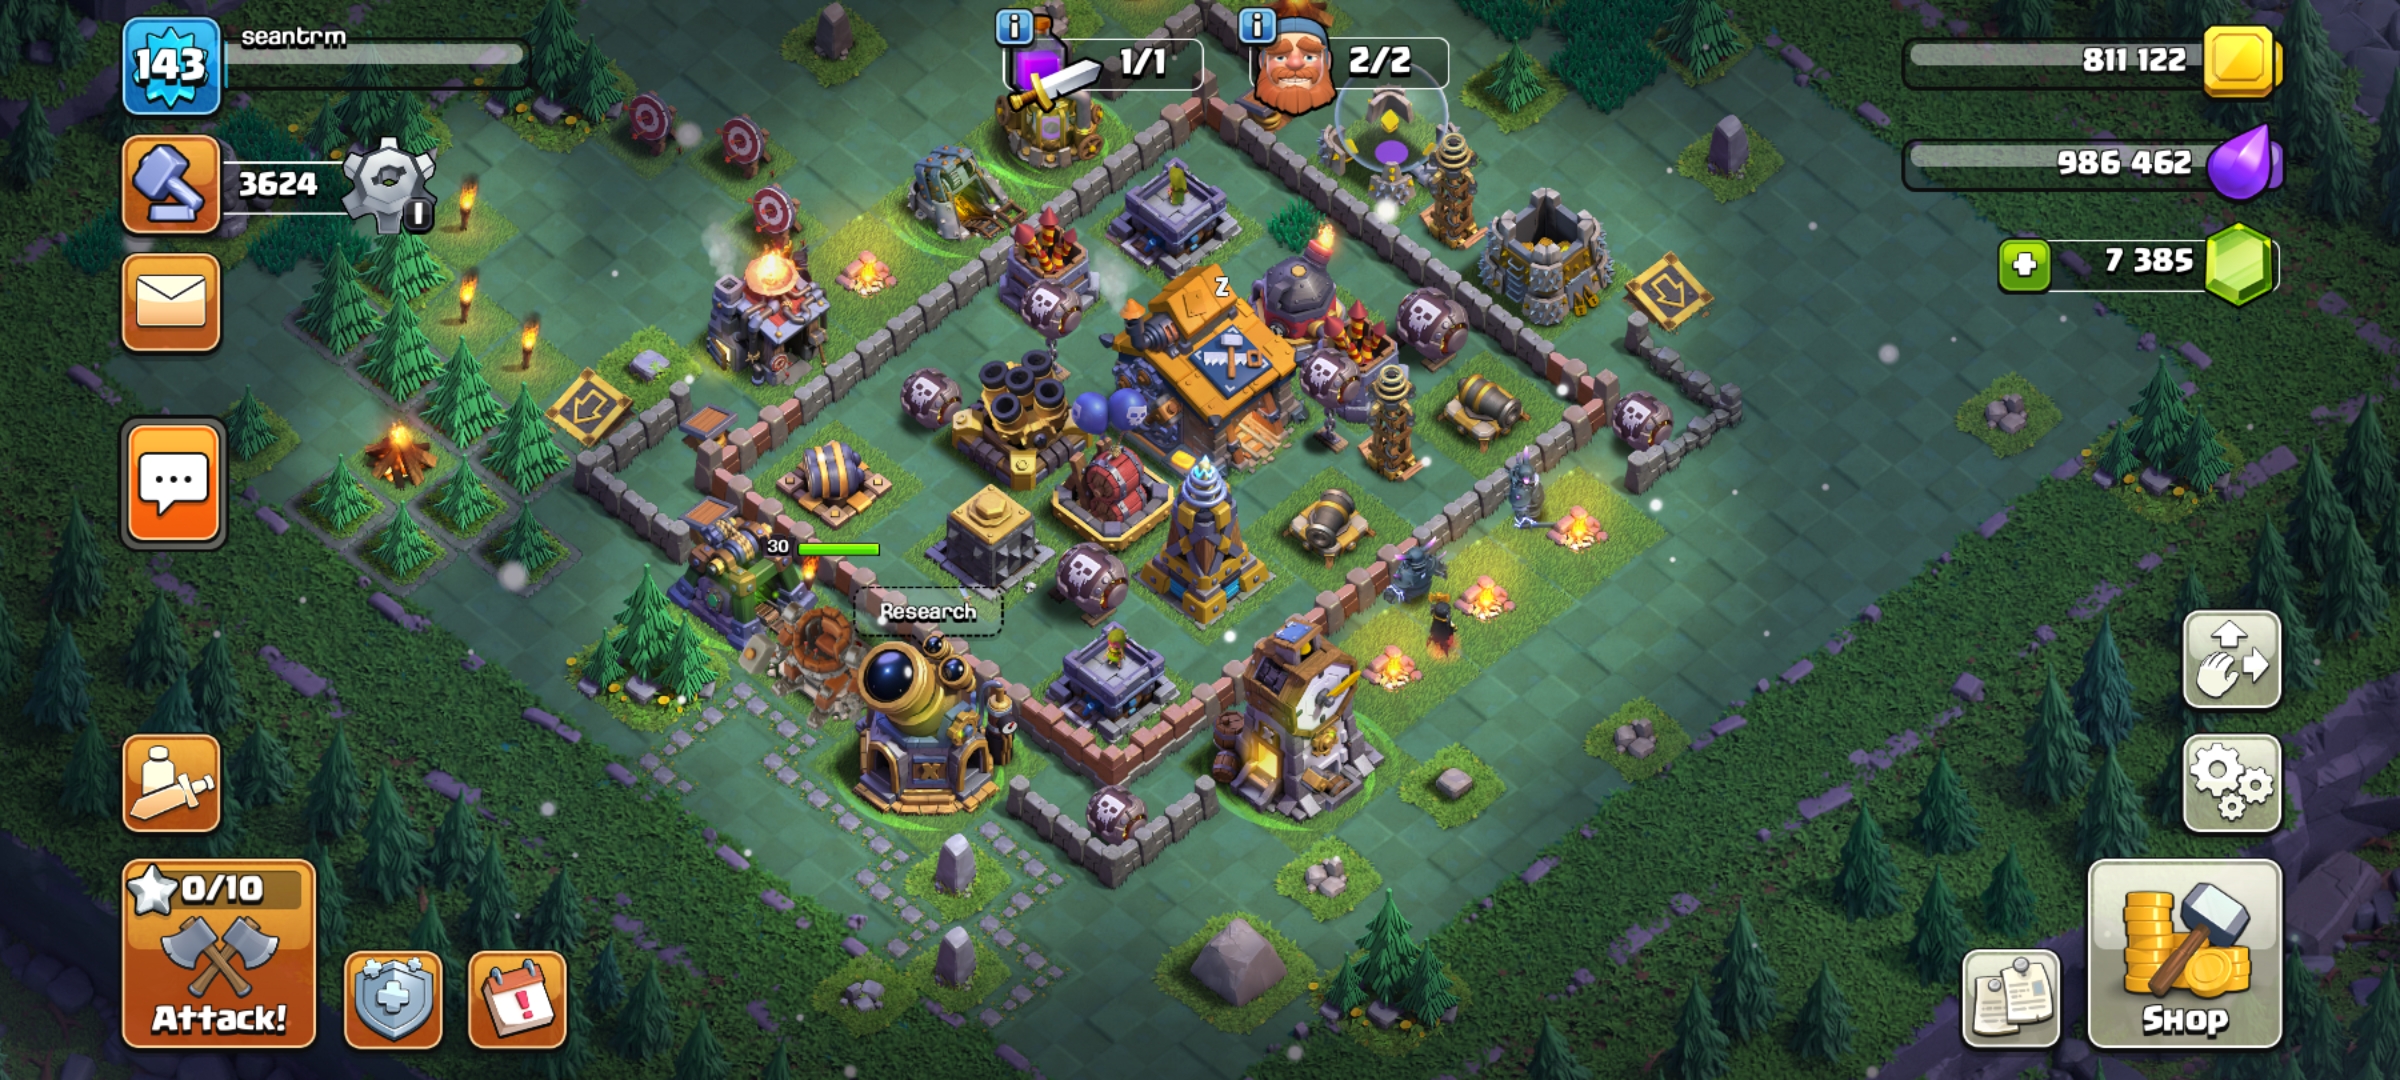 143
seantrm
i
1/1
i
2/2
811 122
3624
I
986 462
7 385
z
30
Research
0/10
Attack!
Shop